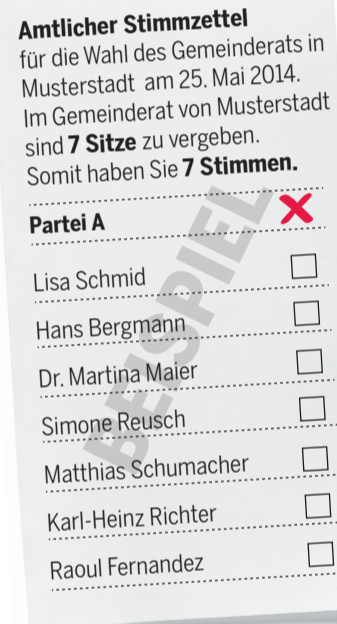 Amtlicher Stimmzettel
für die Wahl des Gemeinderats in
Musterstadt am 25. Mai 2014.
Im Gemeinderat von Musterstadt
sind 7 Sitze zu vergeben.
Somit haben Sie 7 Stimmen.
Partei A
Lisa Schmid
Hans Bergmann
Dr. Martina Maier
Simone Reusch
Matthias Schumacher
Karl-Heinz Richter
Raoul Fernandez
BEISPIEL